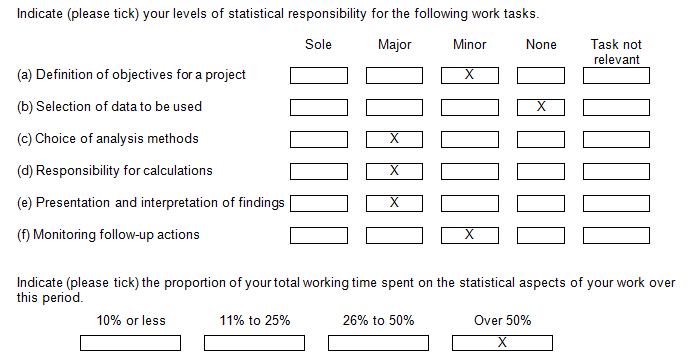 Indicate (please tick) your levels of statistical responsibility for the following work tasks.
Sole Major Minor None Task not relevant
(a) Definition of objectives for a project X
(b) Selection of data to be used X
(c) Choice of analysis methods X
(d) Responsibility for calculations X
(e) Presentation and interpretation of findings X
(f) Monitoring follow-up actions X
Indicate (please tick) the proportion of your total working time spent on the statistical aspects of your work over
this period.
10% or less 11% to 25% 26% to 50% Over 50%
X